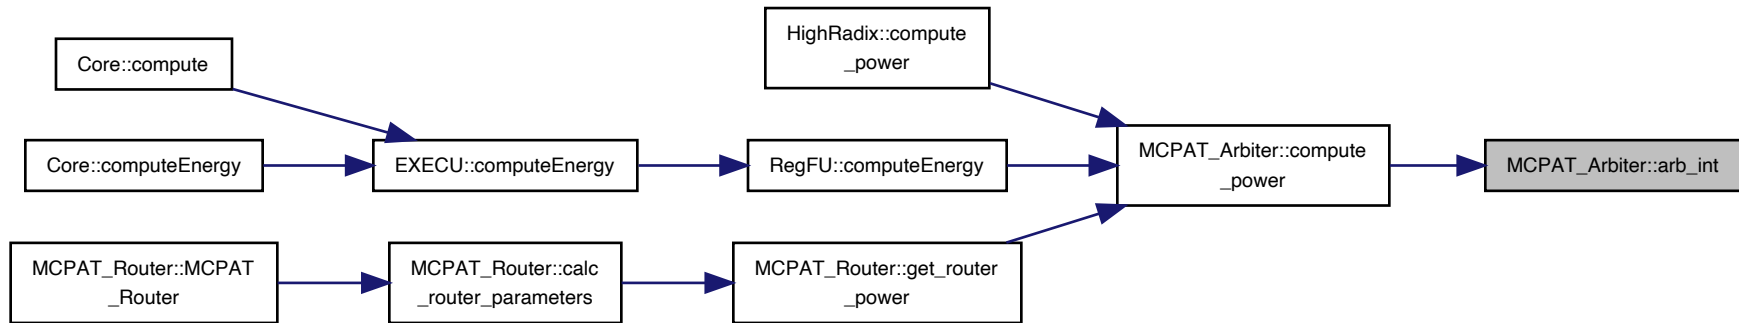 HighRadix::compute
_power
Core::compute
Core::computeEnergy
EXECU::computeEnergy
RegFU::computeEnergy
MCPAT_Arbiter::compute
_power
MCPAT_Arbiter::arb_int
MCPAT_Router::MCPAT
_Router
MCPAT_Router::calc
_router_parameters
MCPAT_Router::get_router
_power